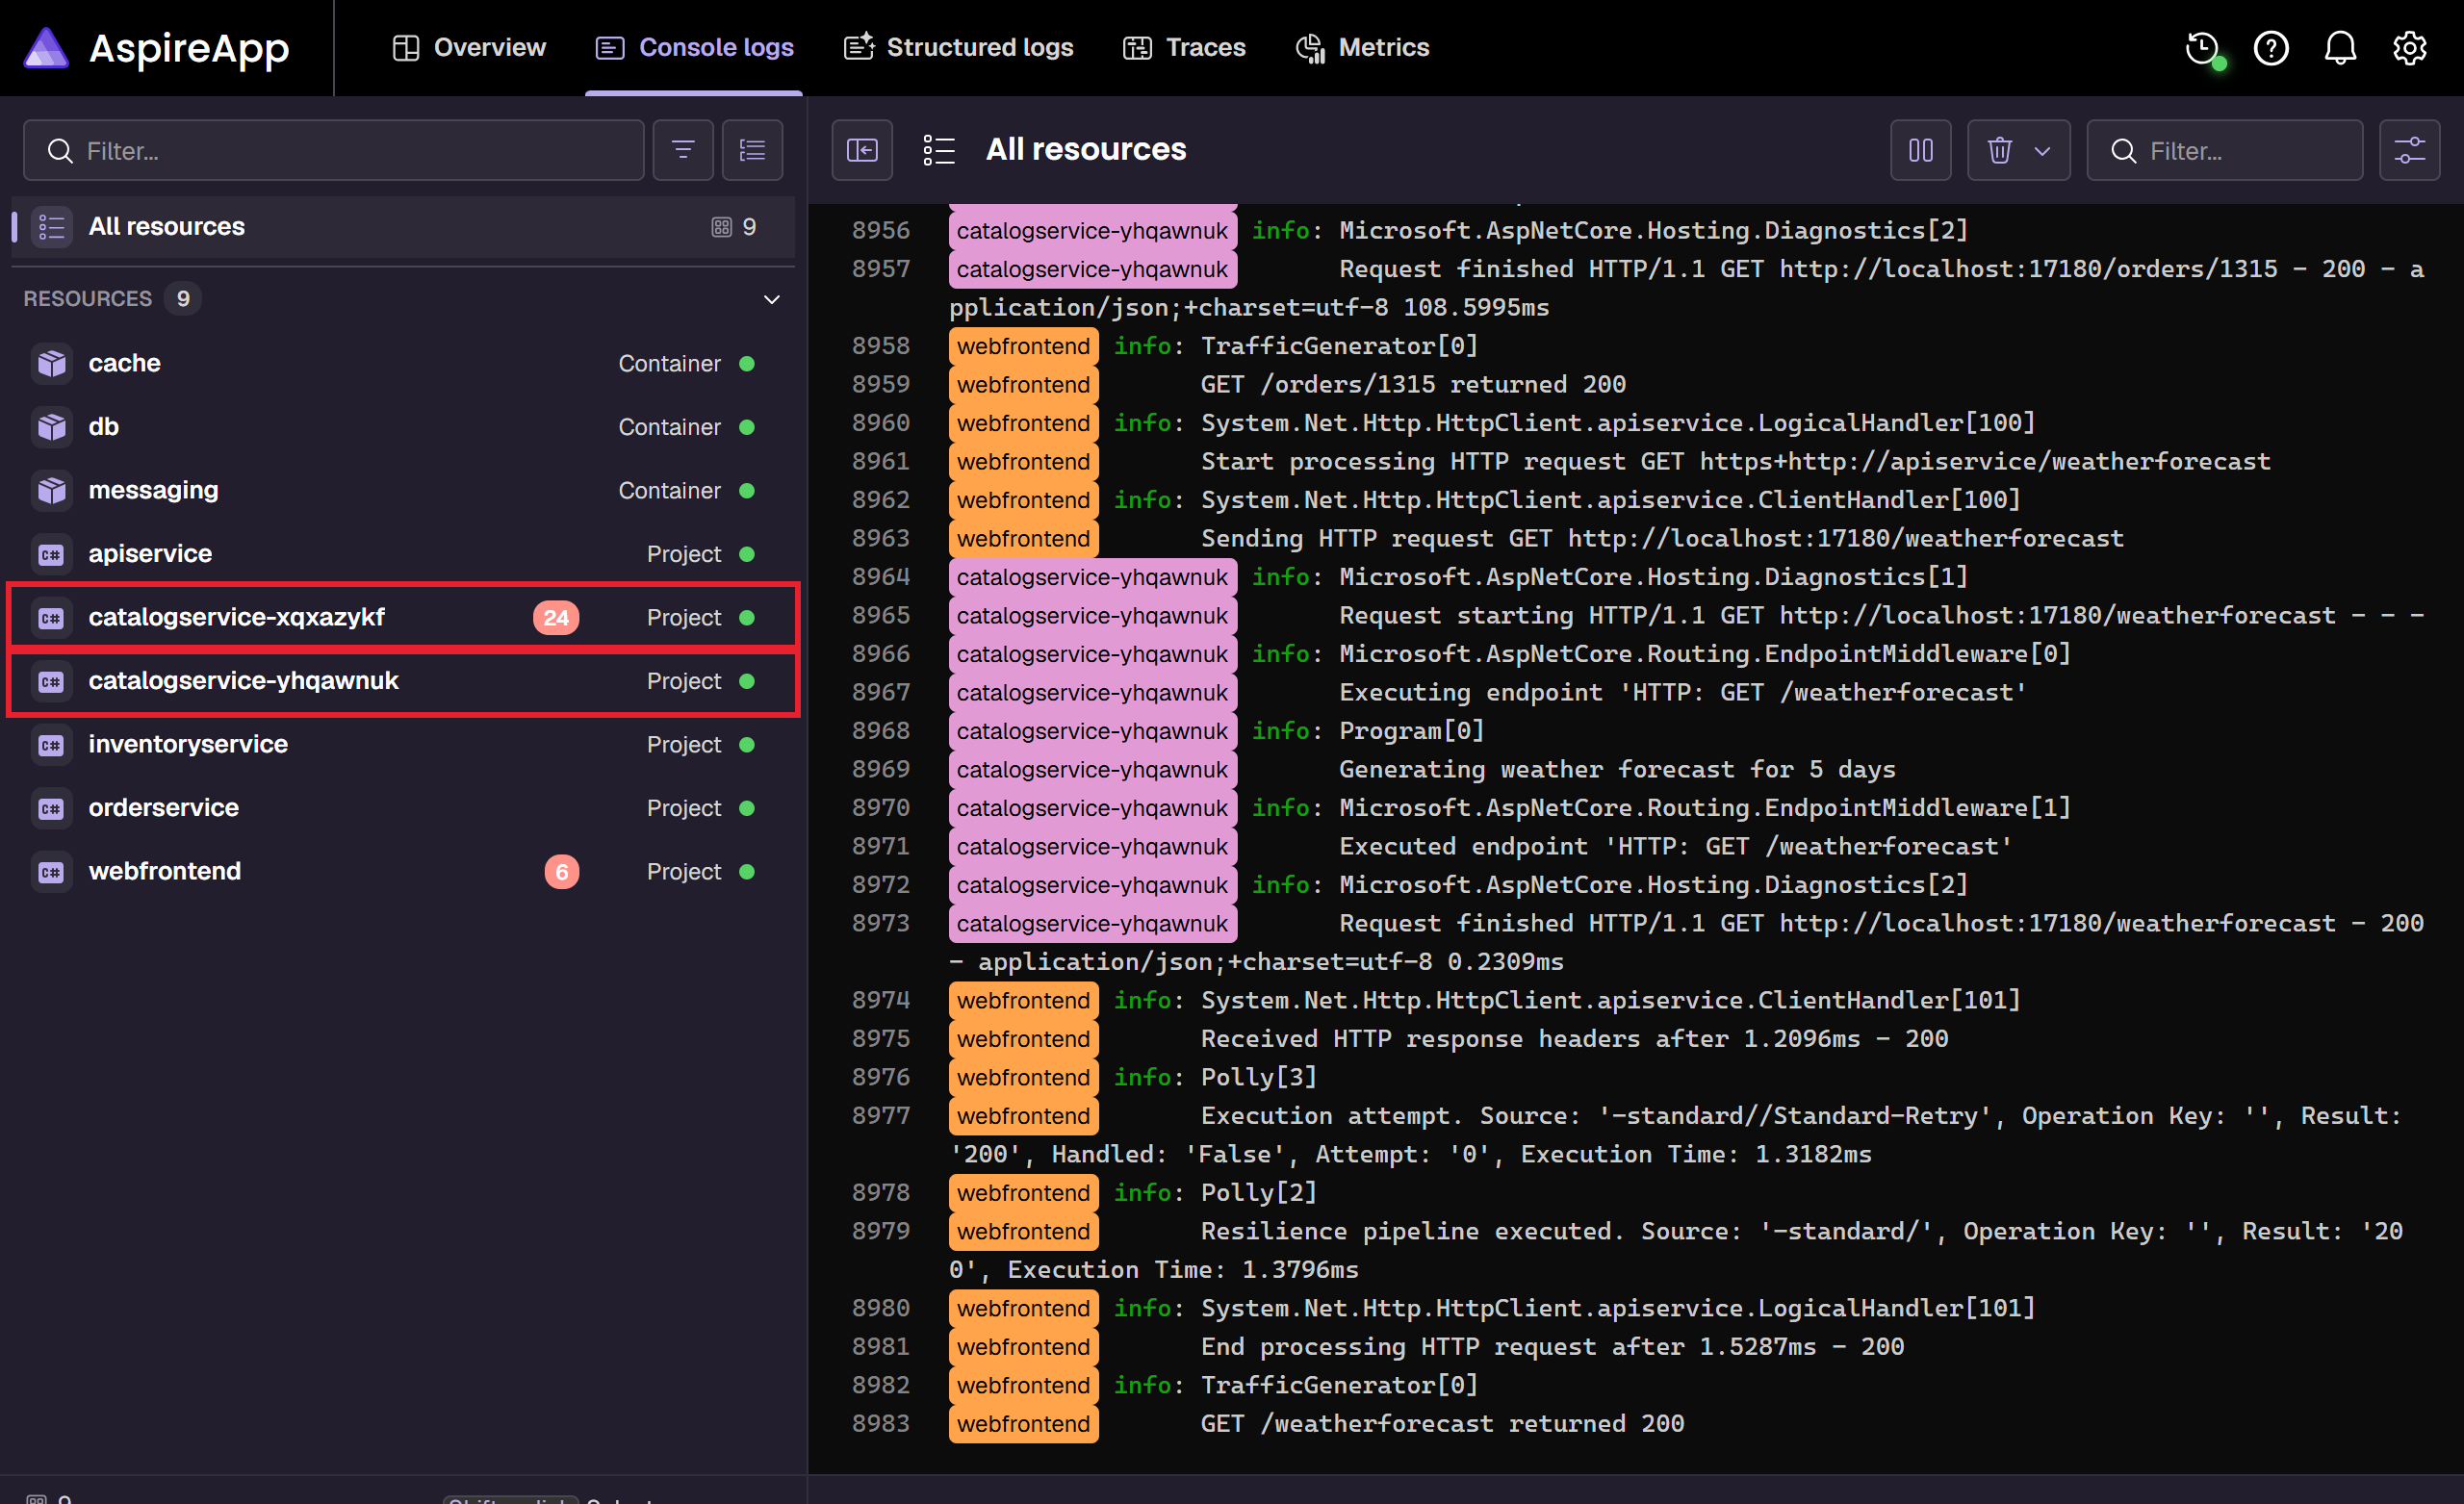 AspireApp
Overview
Console logs
Structured logs
Traces
Metrics
Filter...
All resources 9
RESOURCES 9
cache Container
db Container
messaging Container
C# apiservice Project
C# catalogservice-xqxazykf 24 Project
C# catalogservice-yhqawnuk Project
C# inventoryservice Project
C# orderservice Project
C# webfrontend 6 Project
All resources
Filter...
8956 catalogservice-yhqawnuk info: Microsoft.AspNetCore.Hosting.Diagnostics[2]
8957 catalogservice-yhqawnuk Request finished HTTP/1.1 GET http://localhost:17180/orders/1315 - 200 - a
pplication/json;+charset=utf-8 108.5995ms
8958 webfrontend info: TrafficGenerator[0]
8959 webfrontend GET /orders/1315 returned 200
8960 webfrontend info: System.Net.Http.HttpClient.apiservice.LogicalHandler[100]
8961 webfrontend Start processing HTTP request GET https+http://apiservice/weatherforecast
8962 webfrontend info: System.Net.Http.HttpClient.apiservice.ClientHandler[100]
8963 webfrontend Sending HTTP request GET http://localhost:17180/weatherforecast
8964 catalogservice-yhqawnuk info: Microsoft.AspNetCore.Hosting.Diagnostics[1]
8965 catalogservice-yhqawnuk Request starting HTTP/1.1 GET http://localhost:17180/weatherforecast - - -
8966 catalogservice-yhqawnuk info: Microsoft.AspNetCore.Routing.EndpointMiddleware[0]
8967 catalogservice-yhqawnuk Executing endpoint 'HTTP: GET /weatherforecast'
8968 catalogservice-yhqawnuk info: Program[0]
8969 catalogservice-yhqawnuk Generating weather forecast for 5 days
8970 catalogservice-yhqawnuk info: Microsoft.AspNetCore.Routing.EndpointMiddleware[1]
8971 catalogservice-yhqawnuk Executed endpoint 'HTTP: GET /weatherforecast'
8972 catalogservice-yhqawnuk info: Microsoft.AspNetCore.Hosting.Diagnostics[2]
8973 catalogservice-yhqawnuk Request finished HTTP/1.1 GET http://localhost:17180/weatherforecast - 200
- application/json;+charset=utf-8 0.2309ms
8974 webfrontend info: System.Net.Http.HttpClient.apiservice.ClientHandler[101]
8975 webfrontend Received HTTP response headers after 1.2096ms - 200
8976 webfrontend info: Polly[3]
8977 webfrontend Execution attempt. Source: '-standard//Standard-Retry', Operation Key: '', Result:
'200', Handled: 'False', Attempt: '0', Execution Time: 1.3182ms
8978 webfrontend info: Polly[2]
8979 webfrontend Resilience pipeline executed. Source: '-standard/', Operation Key: '', Result: '20
0', Execution Time: 1.3796ms
8980 webfrontend info: System.Net.Http.HttpClient.apiservice.LogicalHandler[101]
8981 webfrontend End processing HTTP request after 1.5287ms - 200
8982 webfrontend info: TrafficGenerator[0]
8983 webfrontend GET /weatherforecast returned 200